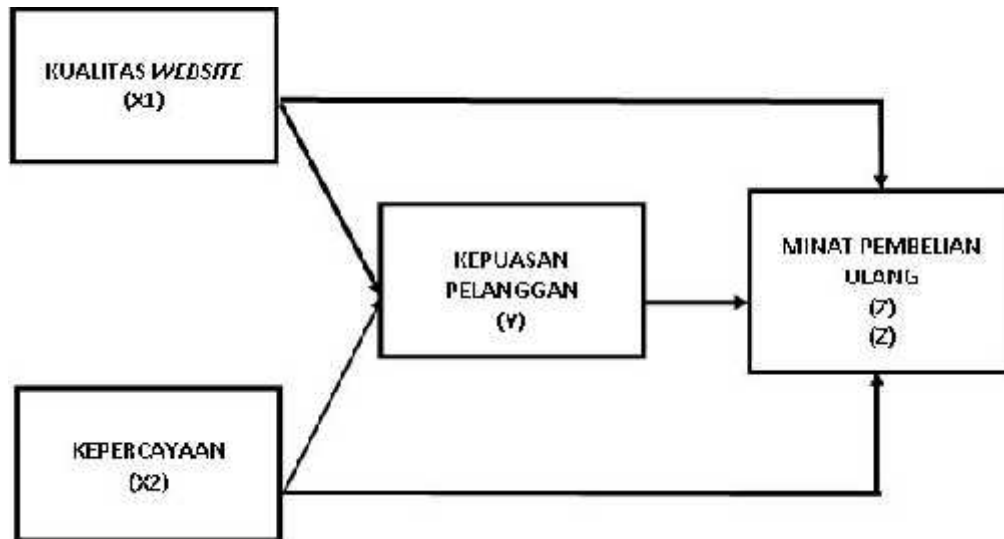 KUALITAS WEBSITE
(X1)
KEPUASAN
PELANGGAN
(Y)
MINAT PEMBELIAN
ULANG
(Z)
(Z)
KEPERCAYAAN
(X2)